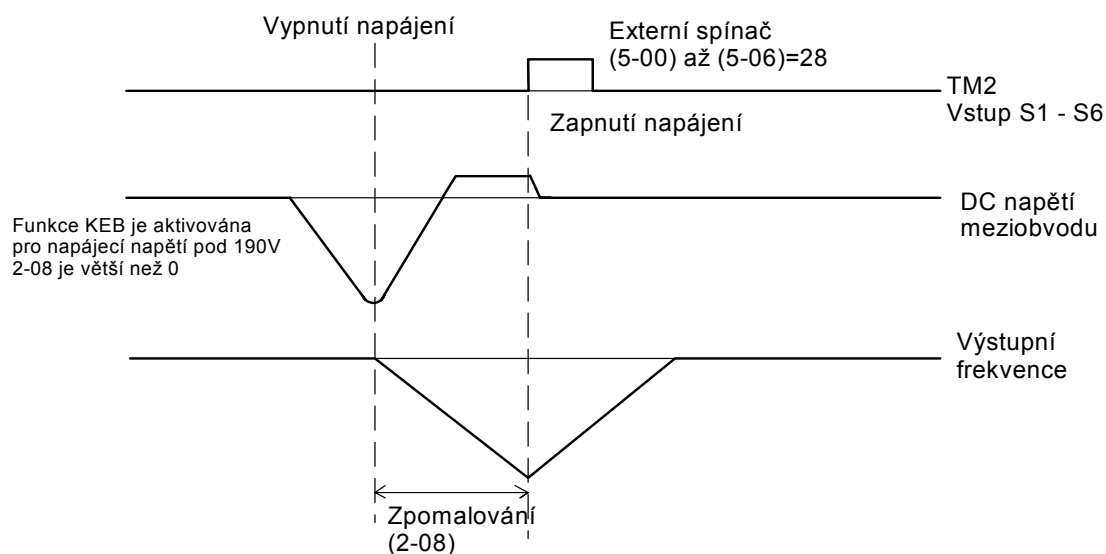 Vypnutí napájení
Externí spínač
(5-00) až (5-06)=28
TM2
Vstup S1 - S6
Zapnutí napájení
DC napětí
meziobvodu
Funkce KEB je aktivována
pro napájecí napětí pod 190V
2-08 je větší než 0
Výstupní
frekvence
Zpomalování
(2-08)